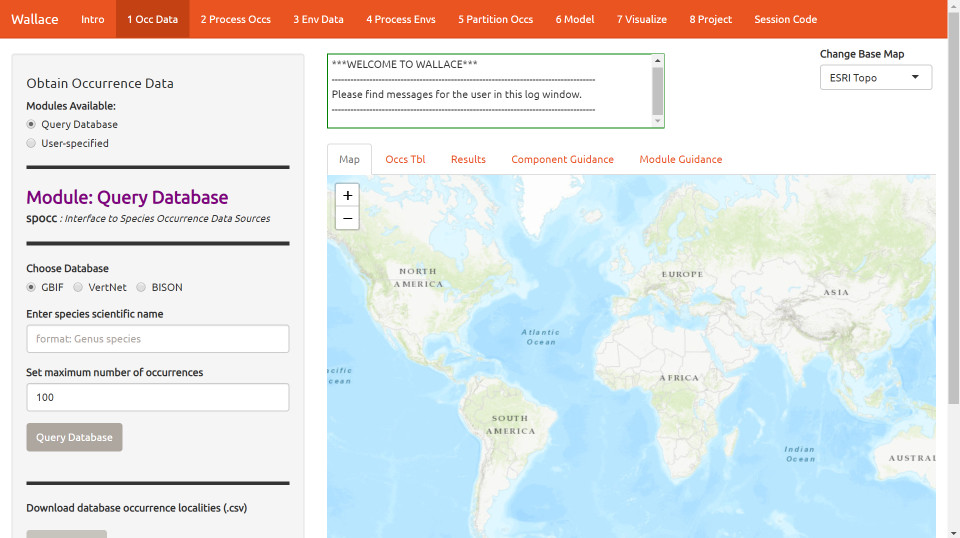 Wallace Intro 1 Occ Data 2 Process Occs 3 Env Data 4 Process Envs 5 Partition Occs 6 Model 7 Visualize 8 Project Session Code
Obtain Occurrence Data
Modules Available:
Query Database
User-specified
Module: Query Database
spocc : Interface to Species Occurrence Data Sources
Choose Database
GBIF VertNet BISON
Enter species scientific name
format: Genus species
Set maximum number of occurrences
100
Query Database
Download database occurrence localities (.csv)
***WELCOME TO WALLACE***
Please find messages for the user in this log window.
Change Base Map
ESRI Topo
Map Occs Tbl Results Component Guidance Module Guidance
+
−
NORTH
AMERICA
EUROPE
ASIA
Atlantic
Ocean
acific
cean
AFRICA
SOUTH
AMERICA
Indian
Ocean
AUSTRAL